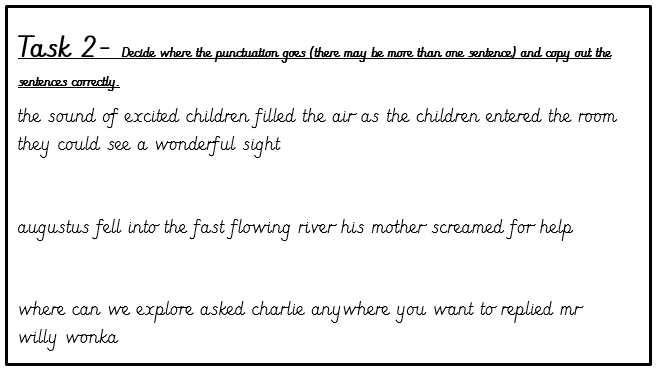 Task 2- Decide where the punctuation goes (there may be more than one sentence) and copy out the
sentences correctly.
the sound of excited children filled the air as the children entered the room
they could see a wonderful sight
augustus fell into the fast flowing river his mother screamed for help
where can we explore asked charlie anywhere you want to replied mr
willy wonka